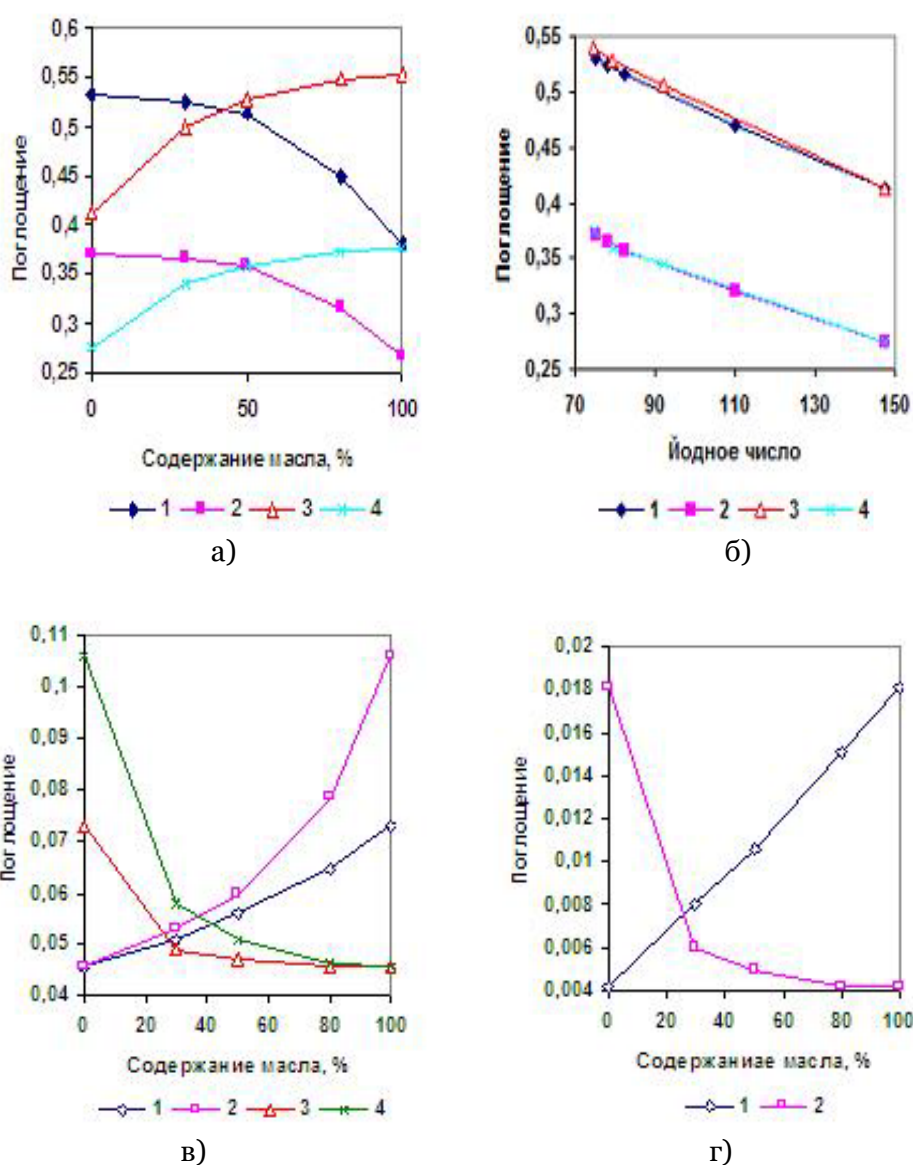 0,6
0,55
0,5
0,45
0,4
0,35
0,3
0,25
Поглощение
0
50
100
Содержание масла, %
1 2 3 4
а)
0,55
0,5
0,45
0,4
0,35
0,3
0,25
Поглощение
70 90 110 130 150
Йодное число
1 2 3 4
б)
0,11
0,1
0,09
0,08
0,07
0,06
0,05
0,04
Поглощение
0 20 40 60 80 100
Содержание масла, %
1 2 3 4
в)
0,02
0,018
0,016
0,014
0,012
0,01
0,008
0,006
0,004
Поглощение
0 20 40 60 80 100
Содержанизае масла, %
1 2
г)